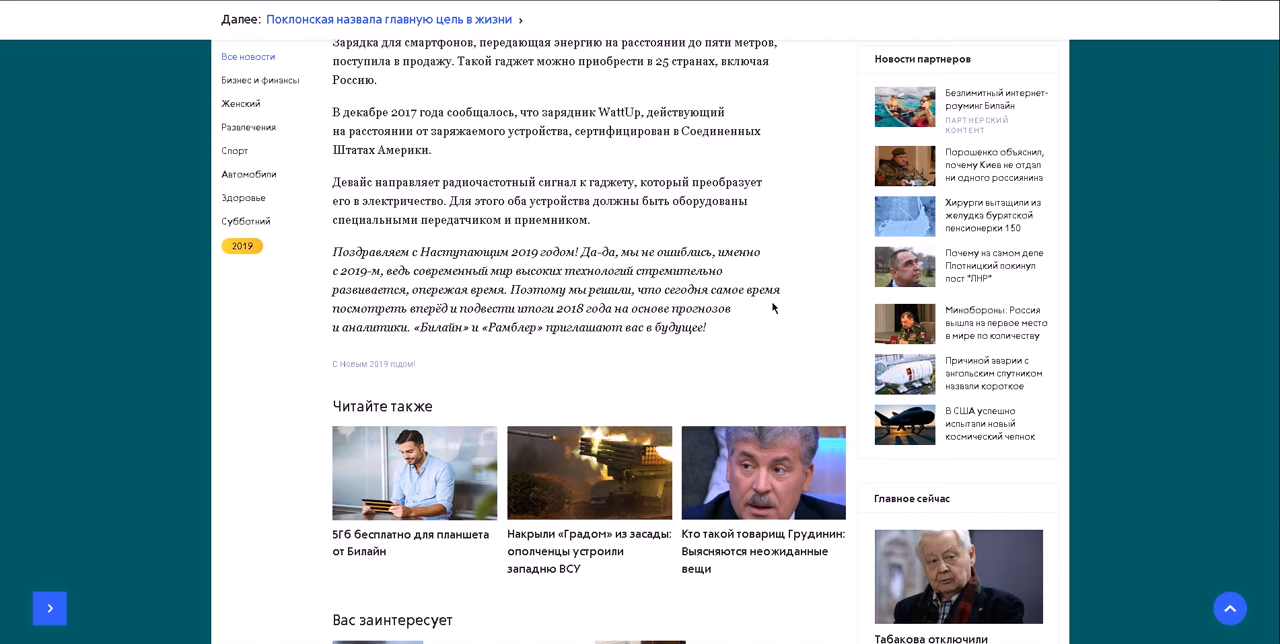 Далее: Поклонская назвала главную цель в жизни
Все новости
Бизнес и финансы
Женский
Развлечения
Спорт
Автомобили
Здоровье
Субботний
2019
Зарядка для смартфонов, передающая энергию на расстоянии до пяти метров,
поступила в продажу. Такой гаджет можно приобрести в 25 странах, включая
Россию.
В декабре 2017 года сообщалось, что зарядник WattUp, действующий
на расстоянии от заряжаемого устройства, сертифицирован в Соединенных
Штатах Америки.
Девайс направляет радиочастотный сигнал к гаджету, который преобразует
его в электричество. Для этого оба устройства должны быть оборудованы
специальными передатчиком и приемником.
Поздравляем с Наступающим 2019 годом! Да-да, мы не ошиблись, именно
с 2019-м, ведь современный мир высоких технологий стремительно
развивается, опережая время. Поэтому мы решили, что сегодня самое время
посмотреть вперёд и подвести итоги 2018 года на основе прогнозов
и аналитики. «Билайн» и «Рамблер» приглашают вас в будущее!
С Новым 2019 годом!
Читайте также
5Гб бесплатно для планшета
от Билайн
Накрыли «Градом» из засады:
ополченцы устроили
западню ВСУ
Кто такой товарищ Грудинин:
Выясняются неожиданные
вещи
Вас заинтересует
Новости партнеров
Безлимитный интернет-
роуминг Билайн
ПАРТНЕРСКИЙ
КОНТЕНТ
Порошенко объяснил,
почему Киев не отдал
ни одного россиянина
Хирурги вытащили из
желудка бурятской
пенсионерки 150
Почему на самом деле
Плотницкий покинул
пост "ЛНР"
Минобороны: Россия
вышла на первое место
в мире по количеству
Причиной аварии с
ангольским спутником
назвали короткое
В США успешно
испытали новый
космический челнок
Главное сейчас
Табакова отключили